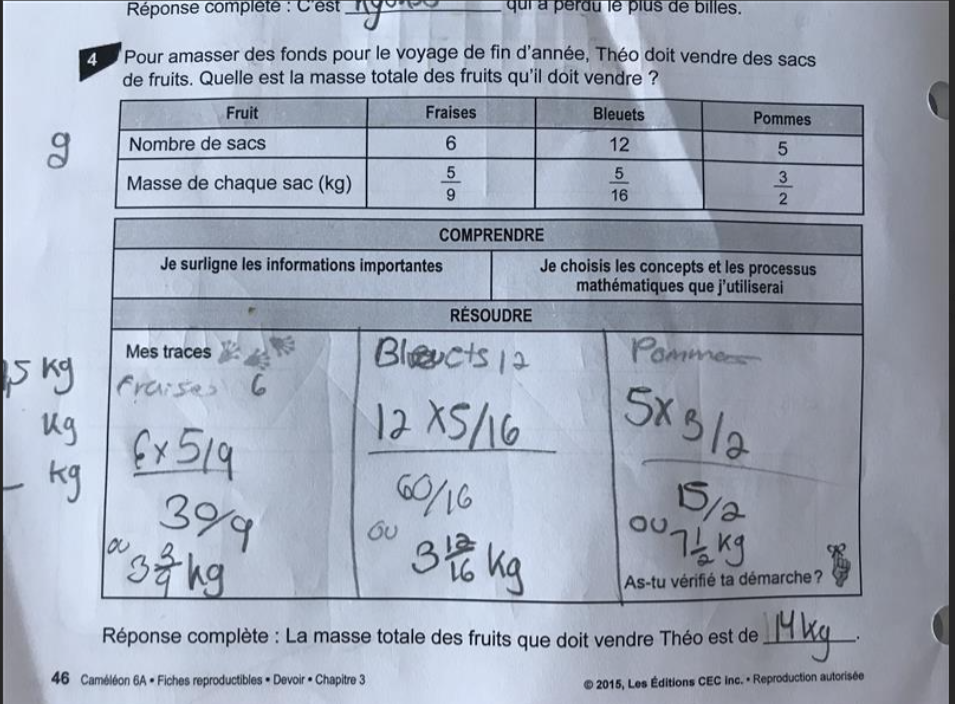 Réponse complète : C'est qui a perdu le plus de billes.
4 Pour amasser des fonds pour le voyage de fin d'année, Théo doit vendre des sacs
de fruits. Quelle est la masse totale des fruits qu'il doit vendre ?
g
Fruit Fraises Bleuets Pommes
Nombre de sacs 6 12 5
Masse de chaque sac (kg) 5/9 5/16 3/2
COMPRENDRE
Je surligne les informations importantes
Je choisis les concepts et les processus
mathématiques que j'utiliserai
RÉSOUDRE
Mes traces
Fraises 6
6x5/9
30/9
ou
3 3/9 kg
Bleuets 12
12 x5/16
60/16
ou
3 12/16 kg
Pommes
5x3/2
15/2
ou 7 1/2 kg
As-tu vérifié ta démarche?
,5 kg
kg
kg
Réponse complète : La masse totale des fruits que doit vendre Théo est de 14 kg.
46 Caméléon 6A • Fiches reproductibles • Devoir • Chapitre 3
© 2015, Les Éditions CEC inc. • Reproduction autorisée